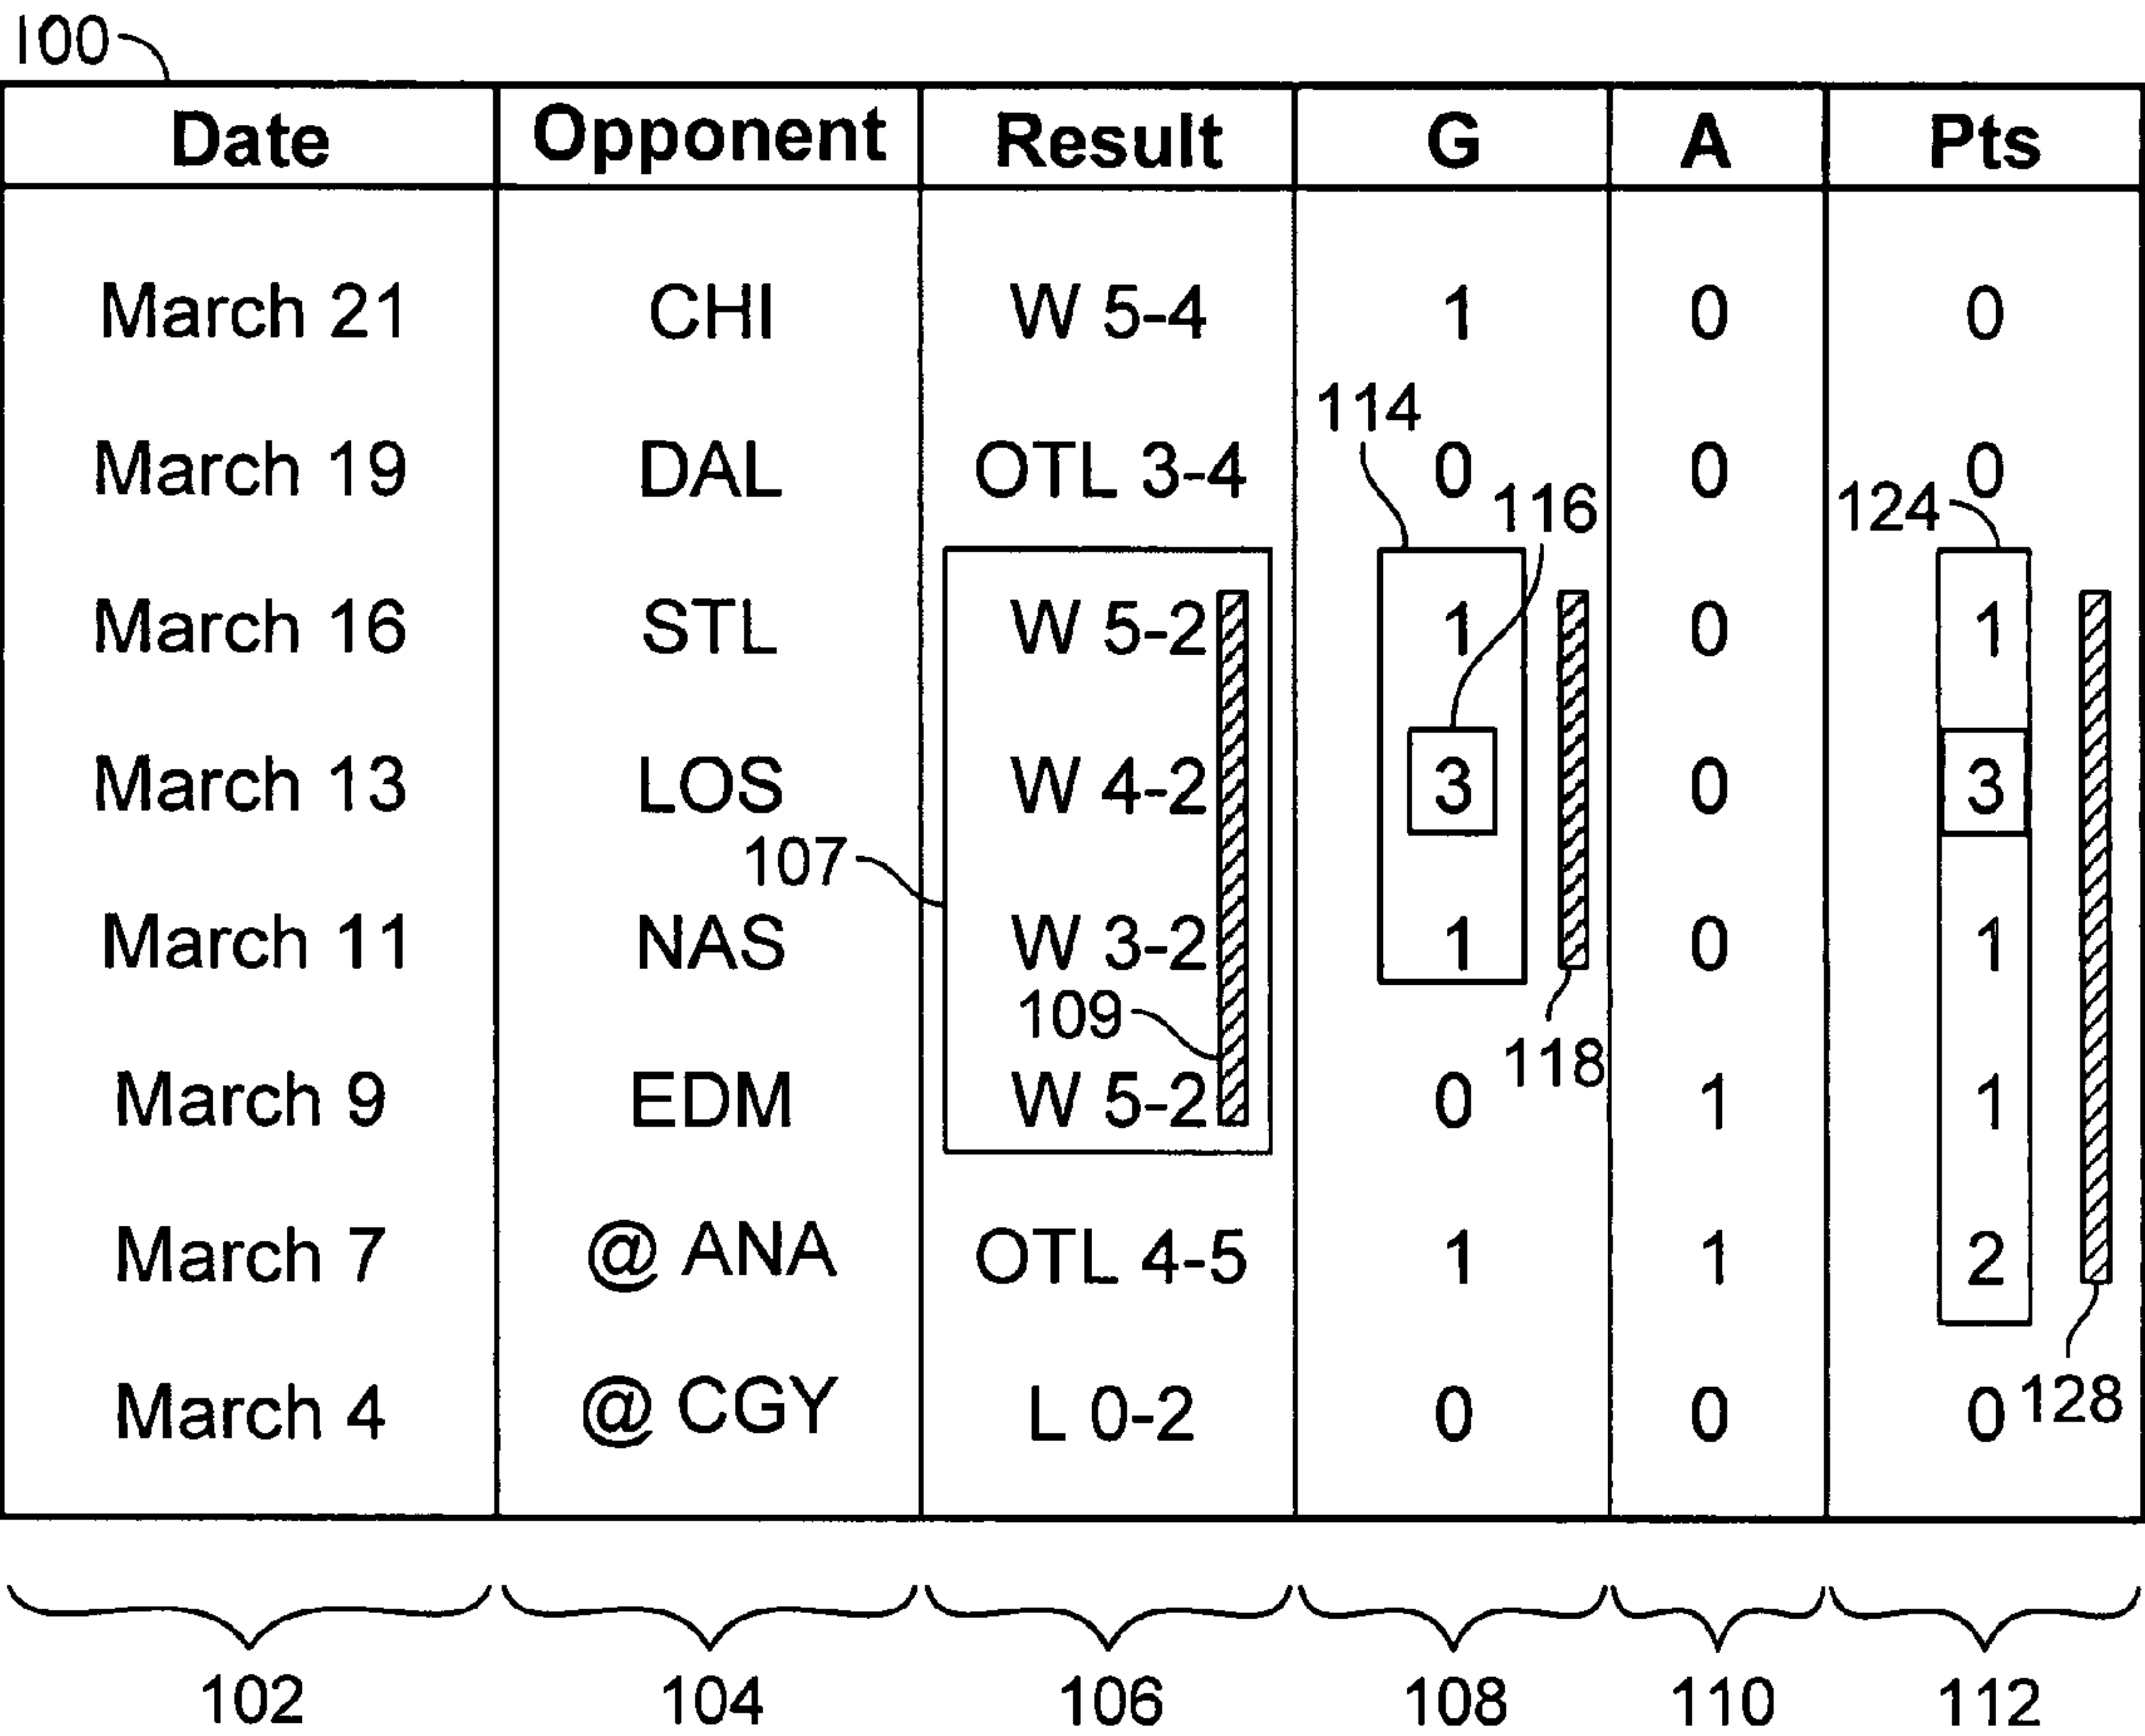 100
Date Opponent Result G A Pts
March 21 CHI W 5-4 1 0 0
114
March 19 DAL OTL 3-4 0 0 0
116 124
March 16 STL W 5-2 1 0 1
March 13 LOS W 4-2 3 0 3
107
March 11 NAS W 3-2 1 0 1
109 118
March 9 EDM W 5-2 0 1 1
March 7 @ ANA OTL 4-5 1 1 2
March 4 @ CGY L 0-2 0 0 0 128
102 104 106 108 110 112